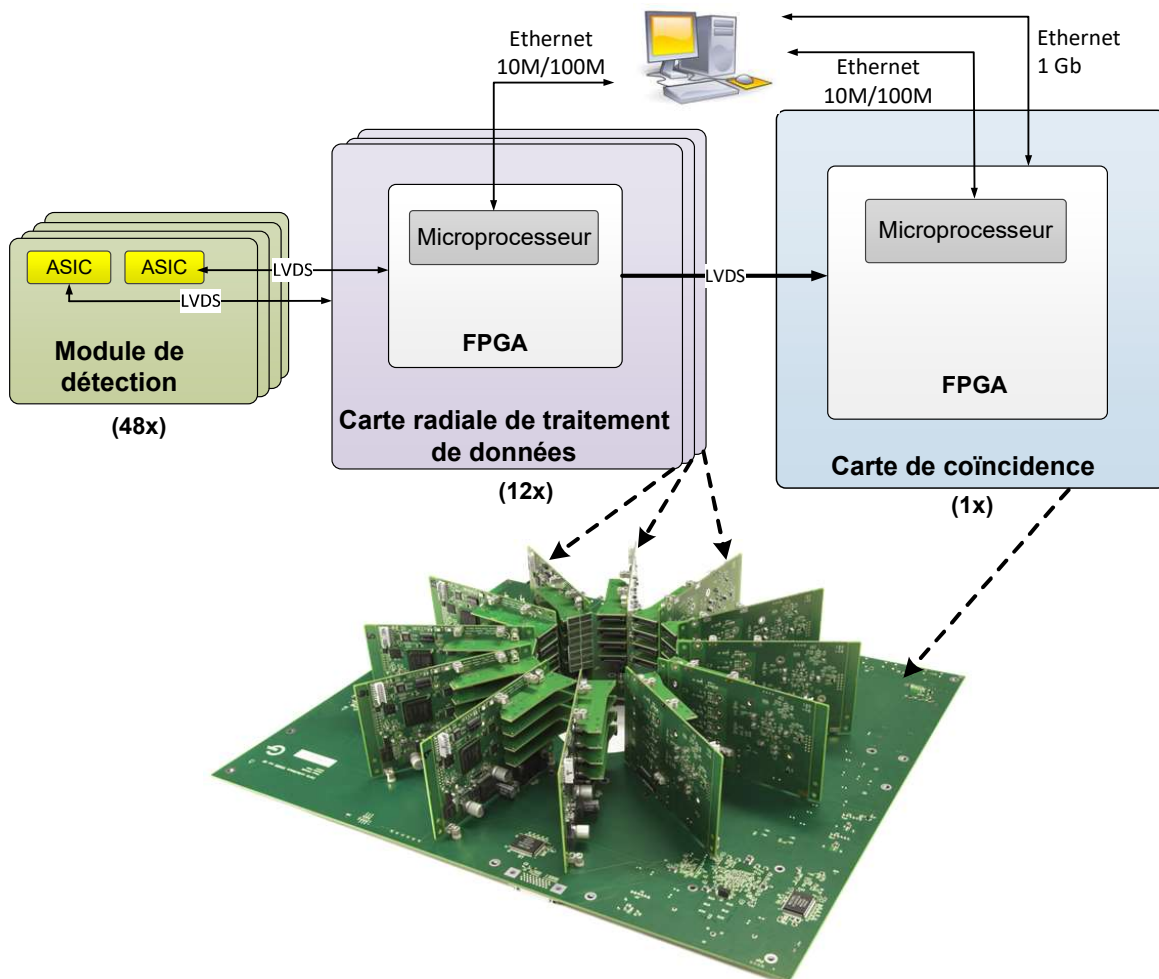 Ethernet
10M/100M
Ethernet
10M/100M
Ethernet
1 Gb
Microprocesseur
Microprocesseur
ASIC
ASIC
LVDS
LVDS
LVDS
FPGA
FPGA
Module de
détection
(48x)
Carte radiale de traitement
de données
(12x)
Carte de coïncidence
(1x)